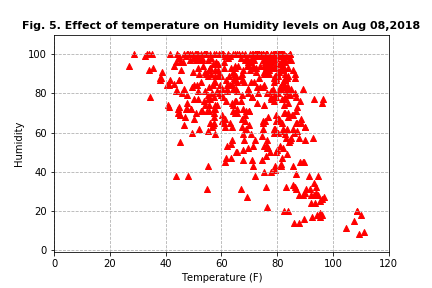 Fig. 5. Effect of temperature on Humidity levels on Aug 08,2018
100
80
60
40
20
0
Humidity
0 20 40 60 80 100 120
Temperature (F)